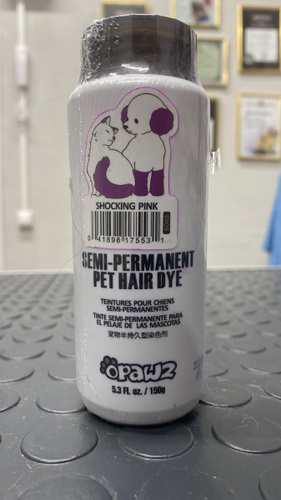 SHOCKING PINK
0 41898 17553 1
SEMI-PERMANENT
PET HAIR DYE
TEINTURES POUR CHIENS
SEMI-PERMANENTES
TINTE SEMI-PERMANENTE PARA
EL PELAJE DE LAS MASCOTAS
宠物半持久型染色剂
OPAWZ
5.3 FL oz. / 150g